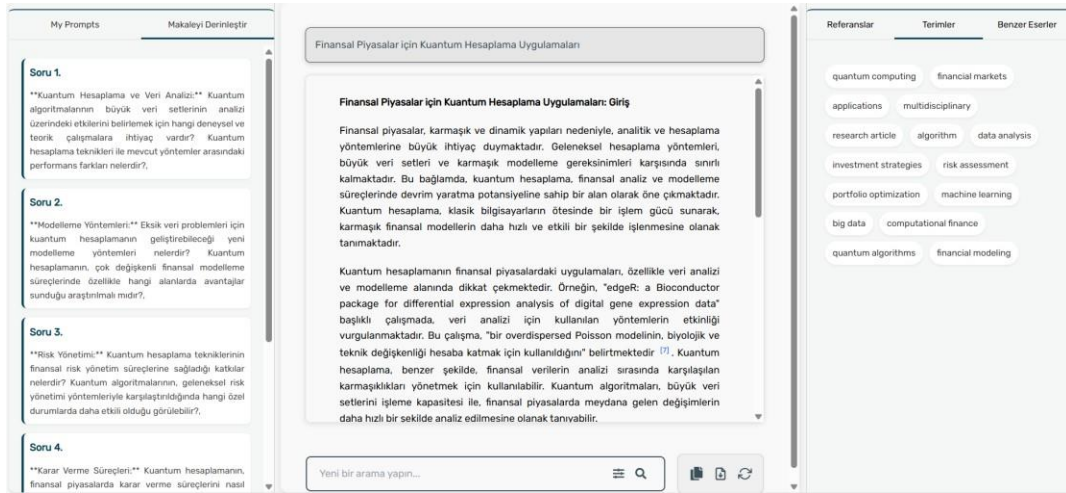 My Prompts
Makaleyi Derinleştir
Soru 1.
**Kuantum Hesaplama ve Veri Analizi:** Kuantum
algoritmalarının büyük veri setlerinin analizi
üzerindeki etkilerini belirlemek için hangi deneysel ve
teorik çalışmalara ihtiyaç vardır? Kuantum
hesaplama teknikleri ile mevcut yöntemler arasındaki
performans farkları nelerdir?,
Soru 2.
**Modelleme Yöntemleri:** Eksik veri problemleri için
kuantum hesaplamanın geliştirebileceği yeni
modelleme yöntemleri nelerdir? Kuantum
hesaplamanın, çok değişkenli finansal modelleme
süreçlerinde özellikle hangi alanlarda avantajlar
sunduğu araştırılmalı mıdır?,
Soru 3.
**Risk Yönetimi:** Kuantum hesaplama tekniklerinin
finansal risk yönetim süreçlerine sağladığı katkılar
nelerdir? Kuantum algoritmalarının, geleneksel risk
yönetimi yöntemleriyle karşılaştırıldığında hangi özel
durumlarda daha etkili olduğu görülebilir?,
Soru 4.
**Karar Verme Süreçleri:** Kuantum hesaplamanın,
finansal piyasalarda karar verme süreçlerini nasıl
Finansal Piyasalar için Kuantum Hesaplama Uygulamaları
Finansal Piyasalar için Kuantum Hesaplama Uygulamaları: Giriş
Finansal piyasalar, karmaşık ve dinamik yapıları nedeniyle, analitik ve hesaplama
yöntemlerine büyük ihtiyaç duymaktadır. Geleneksel hesaplama yöntemleri,
büyük veri setleri ve karmaşık modelleme gereksinimleri karşısında sınırlı
kalmaktadır. Bu bağlamda, kuantum hesaplama, finansal analiz ve modelleme
süreçlerinde devrim yaratma potansiyeline sahip bir alan olarak öne çıkmaktadır.
Kuantum hesaplama, klasik bilgisayarların ötesinde bir işlem gücü sunarak,
karmaşık finansal modellerin daha hızlı ve etkili bir şekilde işlenmesine olanak
tanımaktadır.
Kuantum hesaplamanın finansal piyasalardaki uygulamaları, özellikle veri analizi
ve modelleme alanında dikkat çekmektedir. Örneğin, "edgeR: a Bioconductor
package for differential expression analysis of digital gene expression data"
başlıklı çalışmada, veri analizi için kullanılan yöntemlerin etkinliği
vurgulanmaktadır. Bu çalışma, "bir overdispersed Poisson modelinin, biyolojik ve
teknik değişkenliği hesaba katmak için kullanıldığını" belirtmektedir [7]. Kuantum
hesaplama, benzer şekilde, finansal verilerin analizi sırasında karşılaşılan
karmaşıklıkları yönetmek için kullanılabilir. Kuantum algoritmaları, büyük veri
setlerini işleme kapasitesi ile, finansal piyasalarda meydana gelen değişimlerin
daha hızlı bir şekilde analiz edilmesine olanak tanıyabilir.
Yeni bir arama yapın...
Referanslar
Terimler
Benzer Eserler
quantum computing
financial markets
applications
multidisciplinary
research article
algorithm
data analysis
investment strategies
risk assessment
portfolio optimization
machine learning
big data
computational finance
quantum algorithms
financial modeling